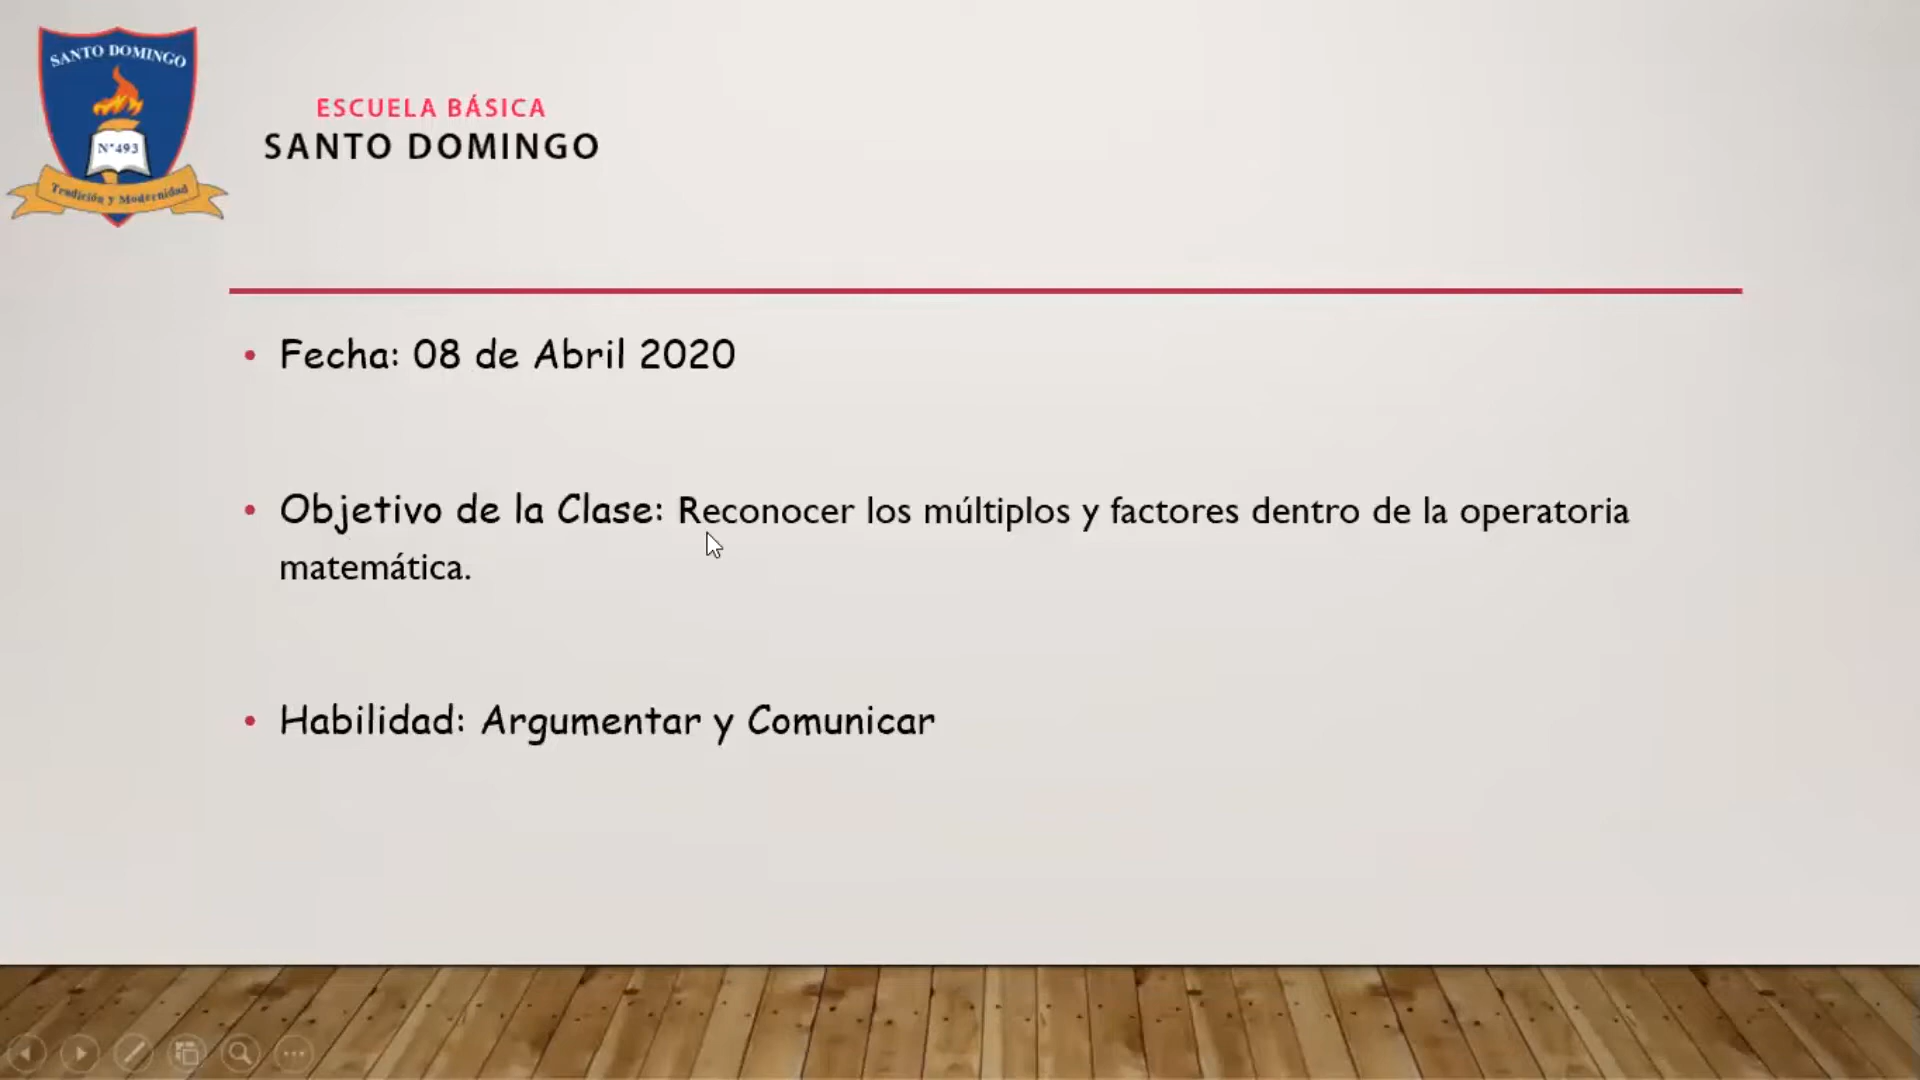 SANTO DOMINGO
N°493
Tradición y Modernidad
ESCUELA BÁSICA
SANTO DOMINGO
• Fecha: 08 de Abril 2020
• Objetivo de la Clase: Reconocer los múltiplos y factores dentro de la operatoria
matemática.
• Habilidad: Argumentar y Comunicar